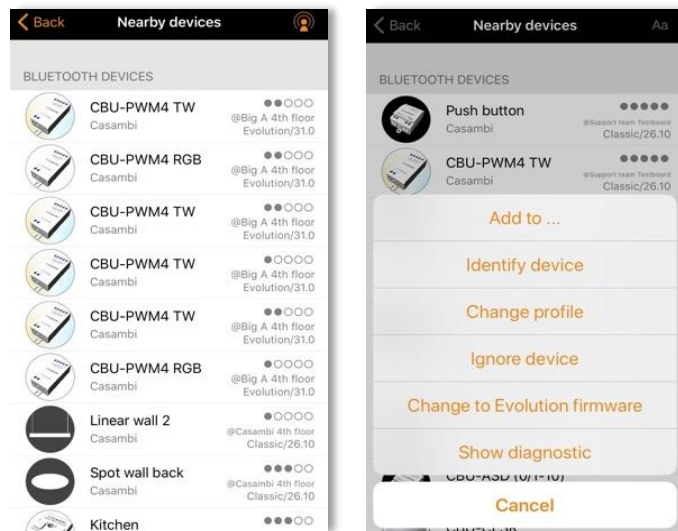 Back
Nearby devices
BLUETOOTH DEVICES
CBU-PWM4 TW
Casambi
@Big A 4th floor
Evolution/31.0
CBU-PWM4 RGB
Casambi
@Big A 4th floor
Evolution/31.0
CBU-PWM4 TW
Casambi
@Big A 4th floor
Evolution/31.0
CBU-PWM4 TW
Casambi
@Big A 4th floor
Evolution/31.0
CBU-PWM4 TW
Casambi
@Big A 4th floor
Evolution/31.0
CBU-PWM4 RGB
Casambi
@Big A 4th floor
Evolution/31.0
Linear wall 2
Casambi
@Casambi 4th floor
Classic/26.10
Spot wall back
Casambi
@Casambi 4th floor
Classic/26.10
Kitchen
Back
Nearby devices
Aa
BLUETOOTH DEVICES
Push button
Casambi
@Support team Testboard
Classic/26.10
CBU-PWM4 TW
Casambi
@Support team Testboard
Classic/26.10
Add to ...
Identify device
Change profile
Ignore device
Change to Evolution firmware
Show diagnostic
CBU-ASD (0/1-10)
Cancel